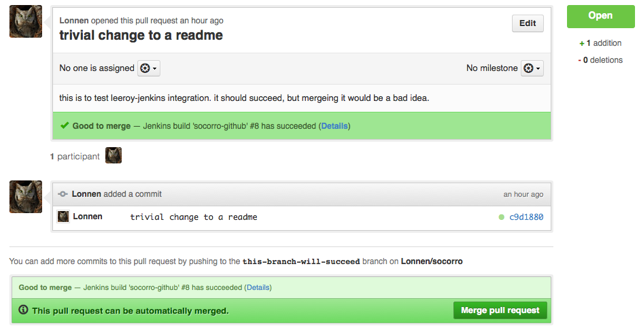 Lonnen opened this pull request an hour ago
Edit
trivial change to a readme
No one is assigned
No milestone
this is to test leeroy-jenkins integration. it should succeed, but mergeing it would be a bad idea.
Good to merge — Jenkins build 'socorro-github' #8 has succeeded (Details)
Open
+ 1 addition
- 0 deletions
1 participant
Lonnen added a commit
an hour ago
Lonnen trivial change to a readme c9d1880
You can add more commits to this pull request by pushing to the this-branch-will-succeed branch on Lonnen/socorro
Good to merge — Jenkins build 'socorro-github' #8 has succeeded (Details)
This pull request can be automatically merged.
Merge pull request